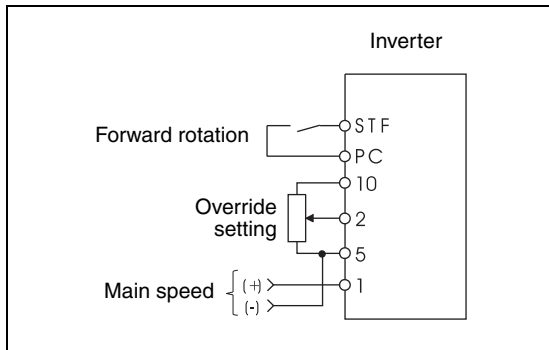 Inverter
Forward rotation
STF
PC
10
Override
setting
2
5
Main speed
(+)
1
(-)